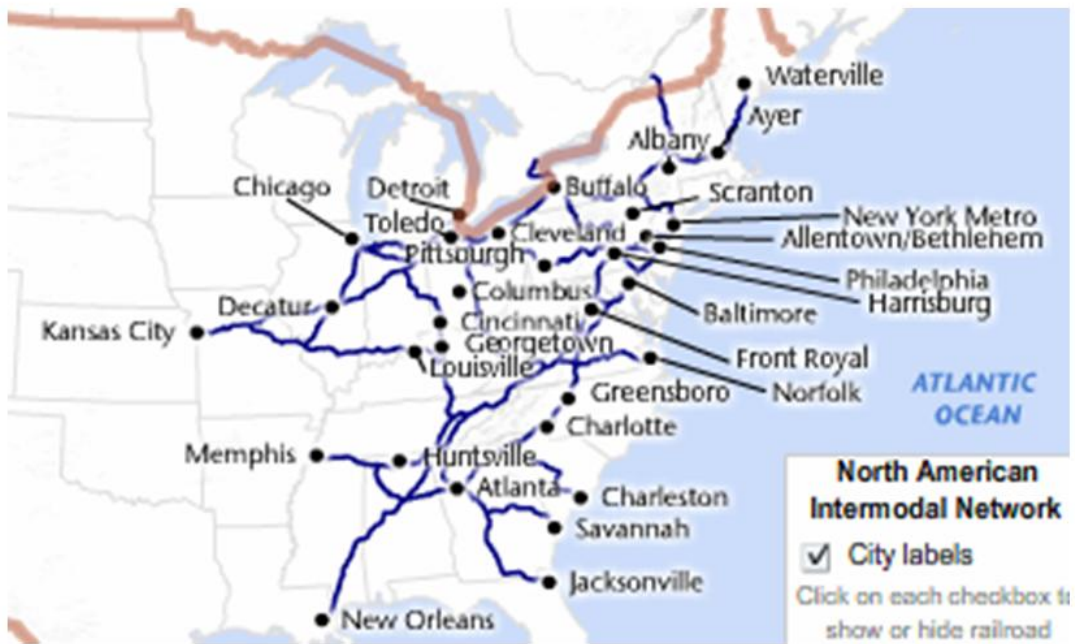 Waterville
Ayer
Albany
Chicago
Detroit
Buffalo
Scranton
Toledo
New York Metro
Cleveland
Allentown/Bethlehem
Pittsburgh
Philadelphia
Columbus
Harrisburg
Decatur
Baltimore
Kansas City
Cincinnati
Georgetown
Front Royal
Louisville
Norfolk
Greensboro
ATLANTIC
OCEAN
Charlotte
Memphis
Huntsville
North American
Intermodal Network
Atlanta
Charleston
Savannah
City labels
Jacksonville
Click on each checkbox to
New Orleans
show or hide railroad